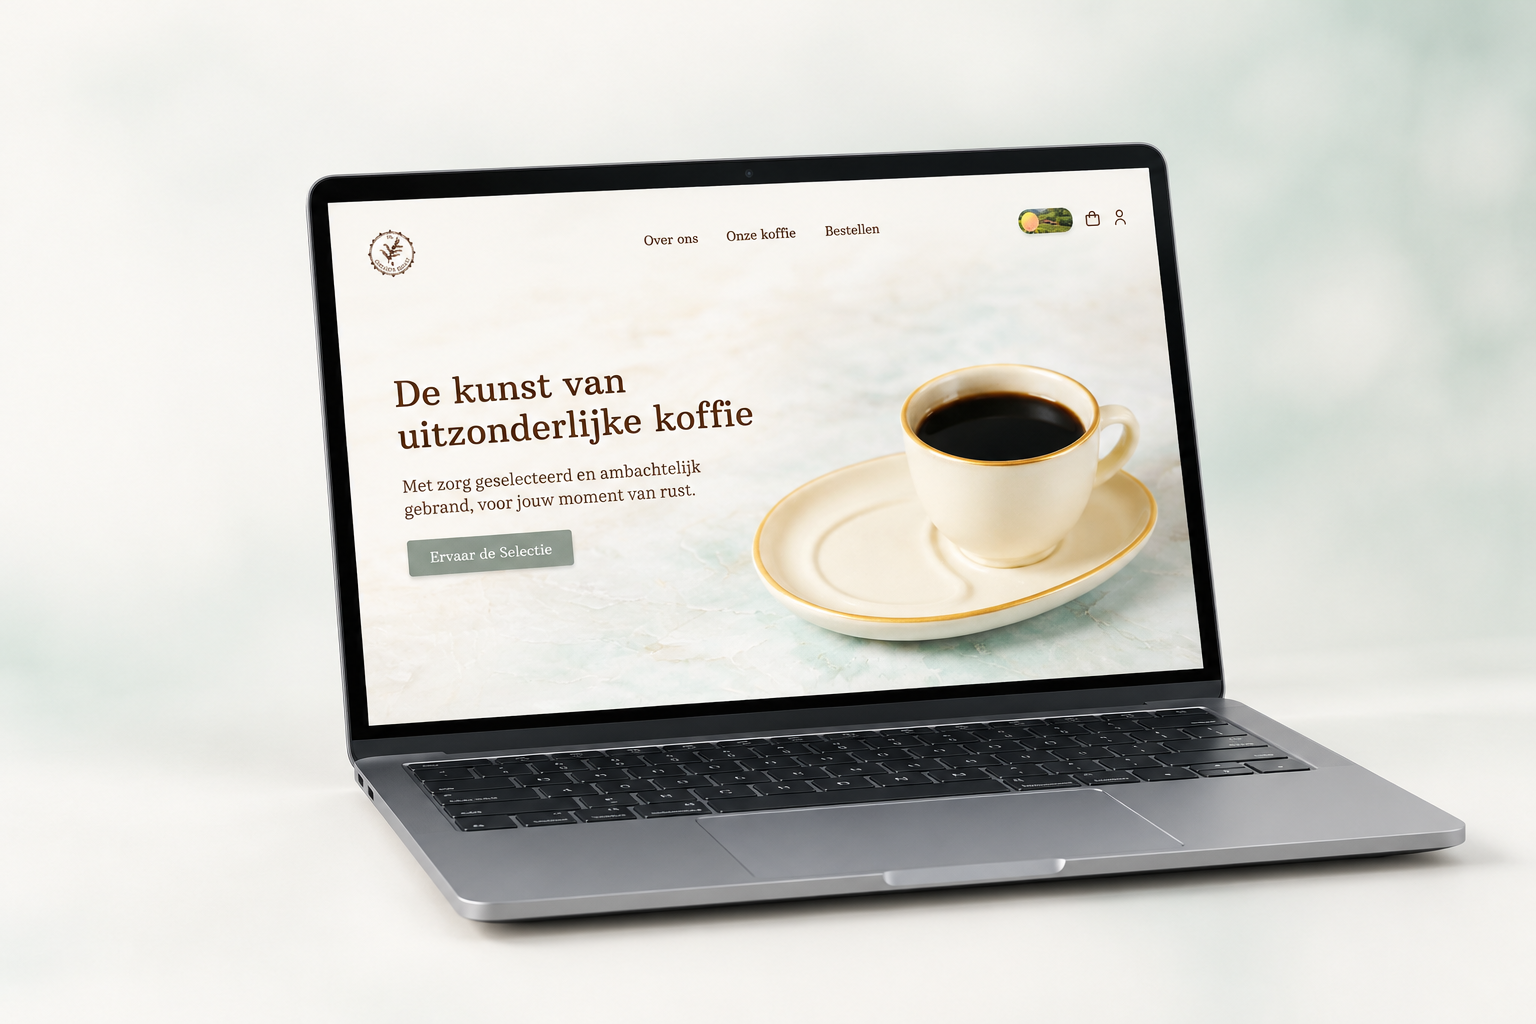 Over ons
Onze koffie
Bestellen
De kunst van
uitzonderlijke koffie
Met zorg geselecteerd en ambachtelijk
gebrand, voor jouw moment van rust.
Ervaar de Selectie